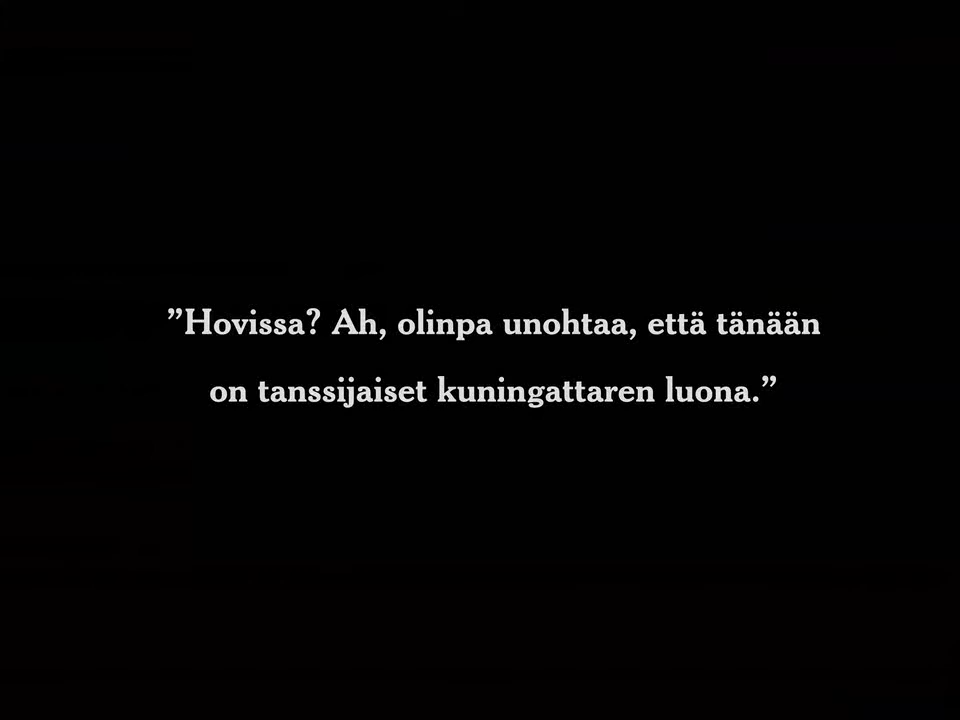 ”Hovissa? Ah, olinpa unohtaa, että tänään
on tanssijaiset kuningattaren luona.”